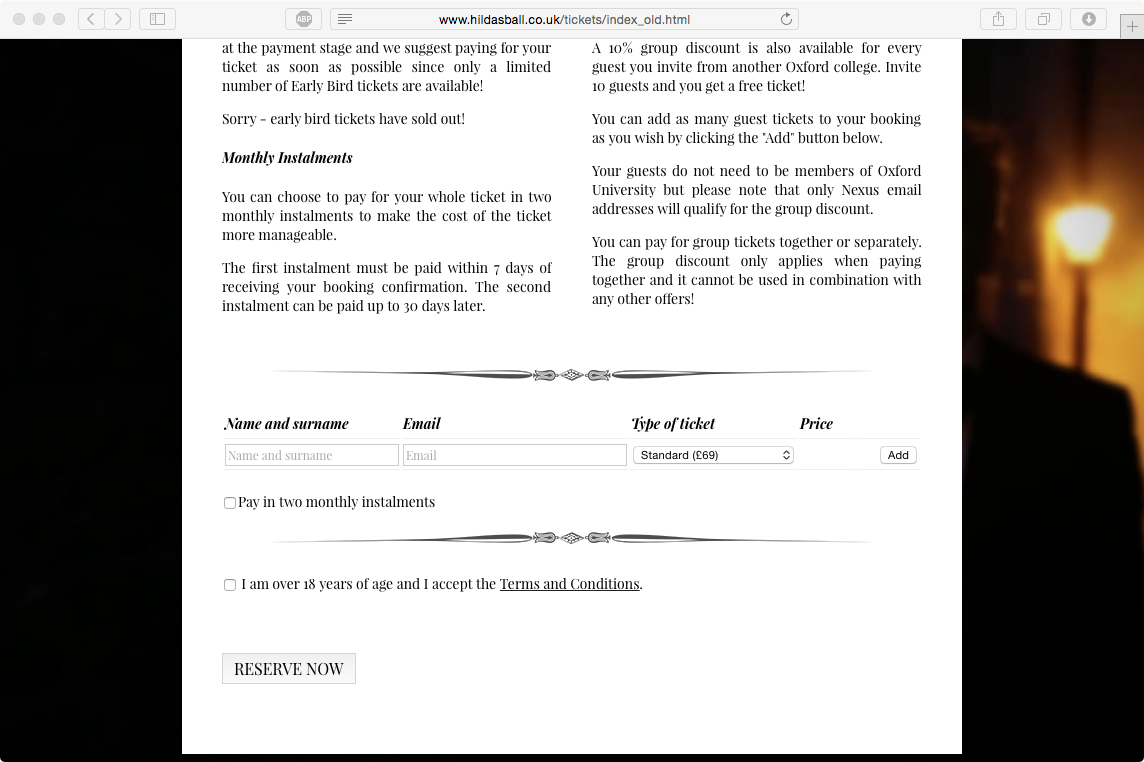 ABP
www.hildasball.co.uk/tickets/index_old.html
at the payment stage and we suggest paying for your
ticket as soon as possible since only a limited
number of Early Bird tickets are available!
Sorry - early bird tickets have sold out!
Monthly Instalments
You can choose to pay for your whole ticket in two
monthly instalments to make the cost of the ticket
more manageable.
The first instalment must be paid within 7 days of
receiving your booking confirmation. The second
instalment can be paid up to 30 days later.
A 10% group discount is also available for every
guest you invite from another Oxford college. Invite
10 guests and you get a free ticket!
You can add as many guest tickets to your booking
as you wish by clicking the "Add" button below.
Your guests do not need to be members of Oxford
University but please note that only Nexus email
addresses will qualify for the group discount.
You can pay for group tickets together or separately.
The group discount only applies when paying
together and it cannot be used in combination with
any other offers!
Name and surname Email Type of ticket Price
Name and surname Email Standard (£69) Add
Pay in two monthly instalments
I am over 18 years of age and I accept the Terms and Conditions.
RESERVE NOW